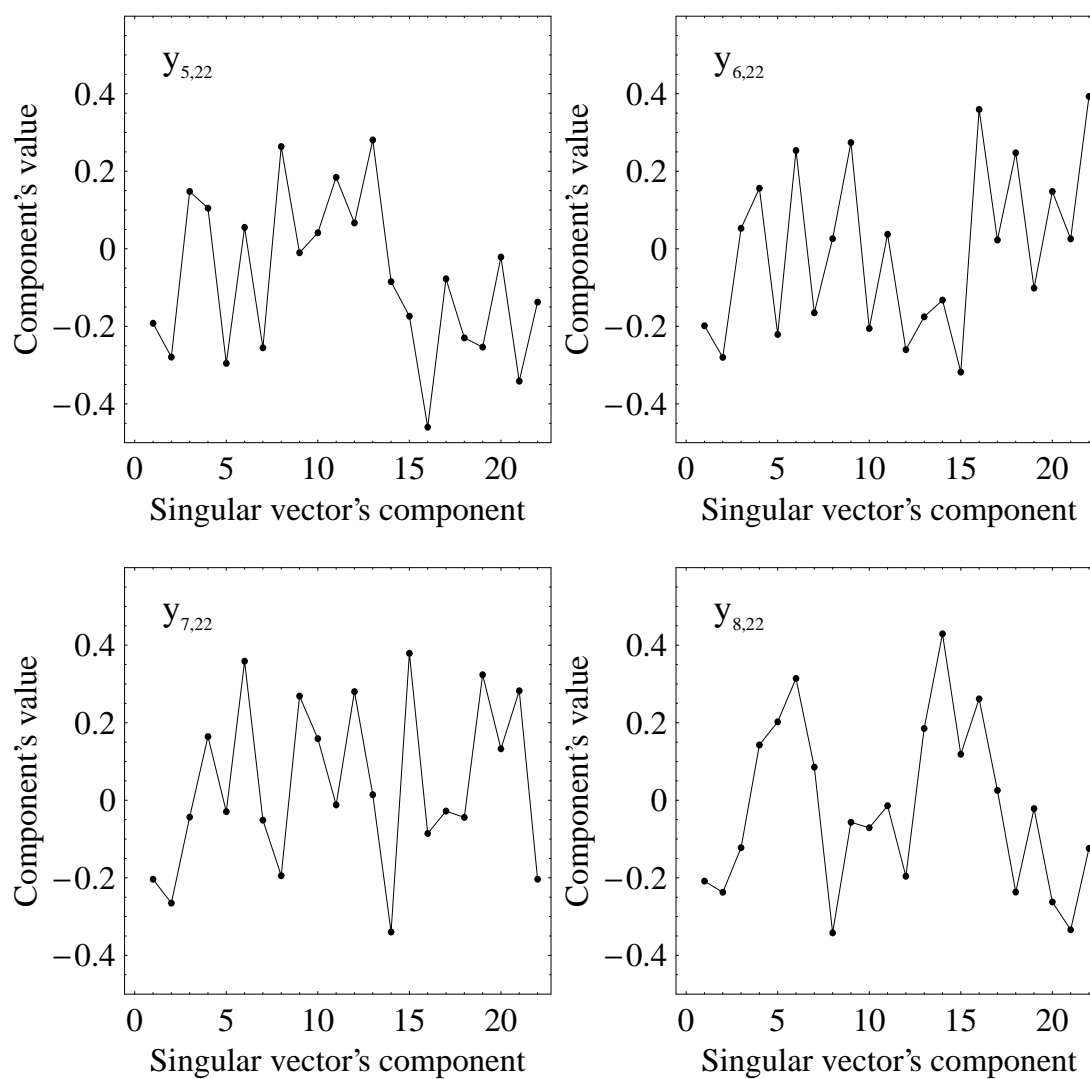 y5,22
Component's value
0.4
0.2
0
−0.2
−0.4
0 5 10 15 20
Singular vector's component
y6,22
Component's value
0.4
0.2
0
−0.2
−0.4
0 5 10 15 20
Singular vector's component
y7,22
Component's value
0.4
0.2
0
−0.2
−0.4
0 5 10 15 20
Singular vector's component
y8,22
Component's value
0.4
0.2
0
−0.2
−0.4
0 5 10 15 20
Singular vector's component